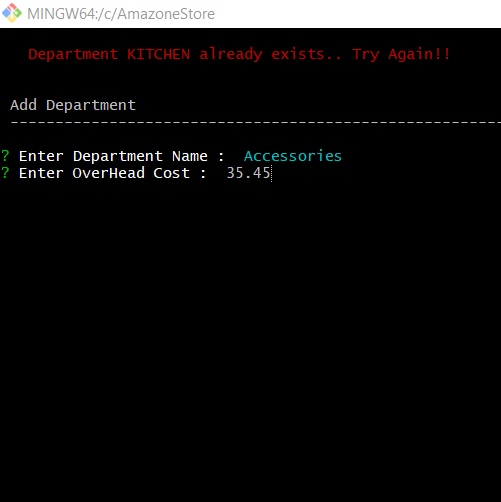 MINGW64:/c/AmazoneStore
Department KITCHEN already exists.. Try Again!!
Add Department
-------------------------------------------------------
? Enter Department Name :  Accessories
? Enter OverHead Cost :  35.45